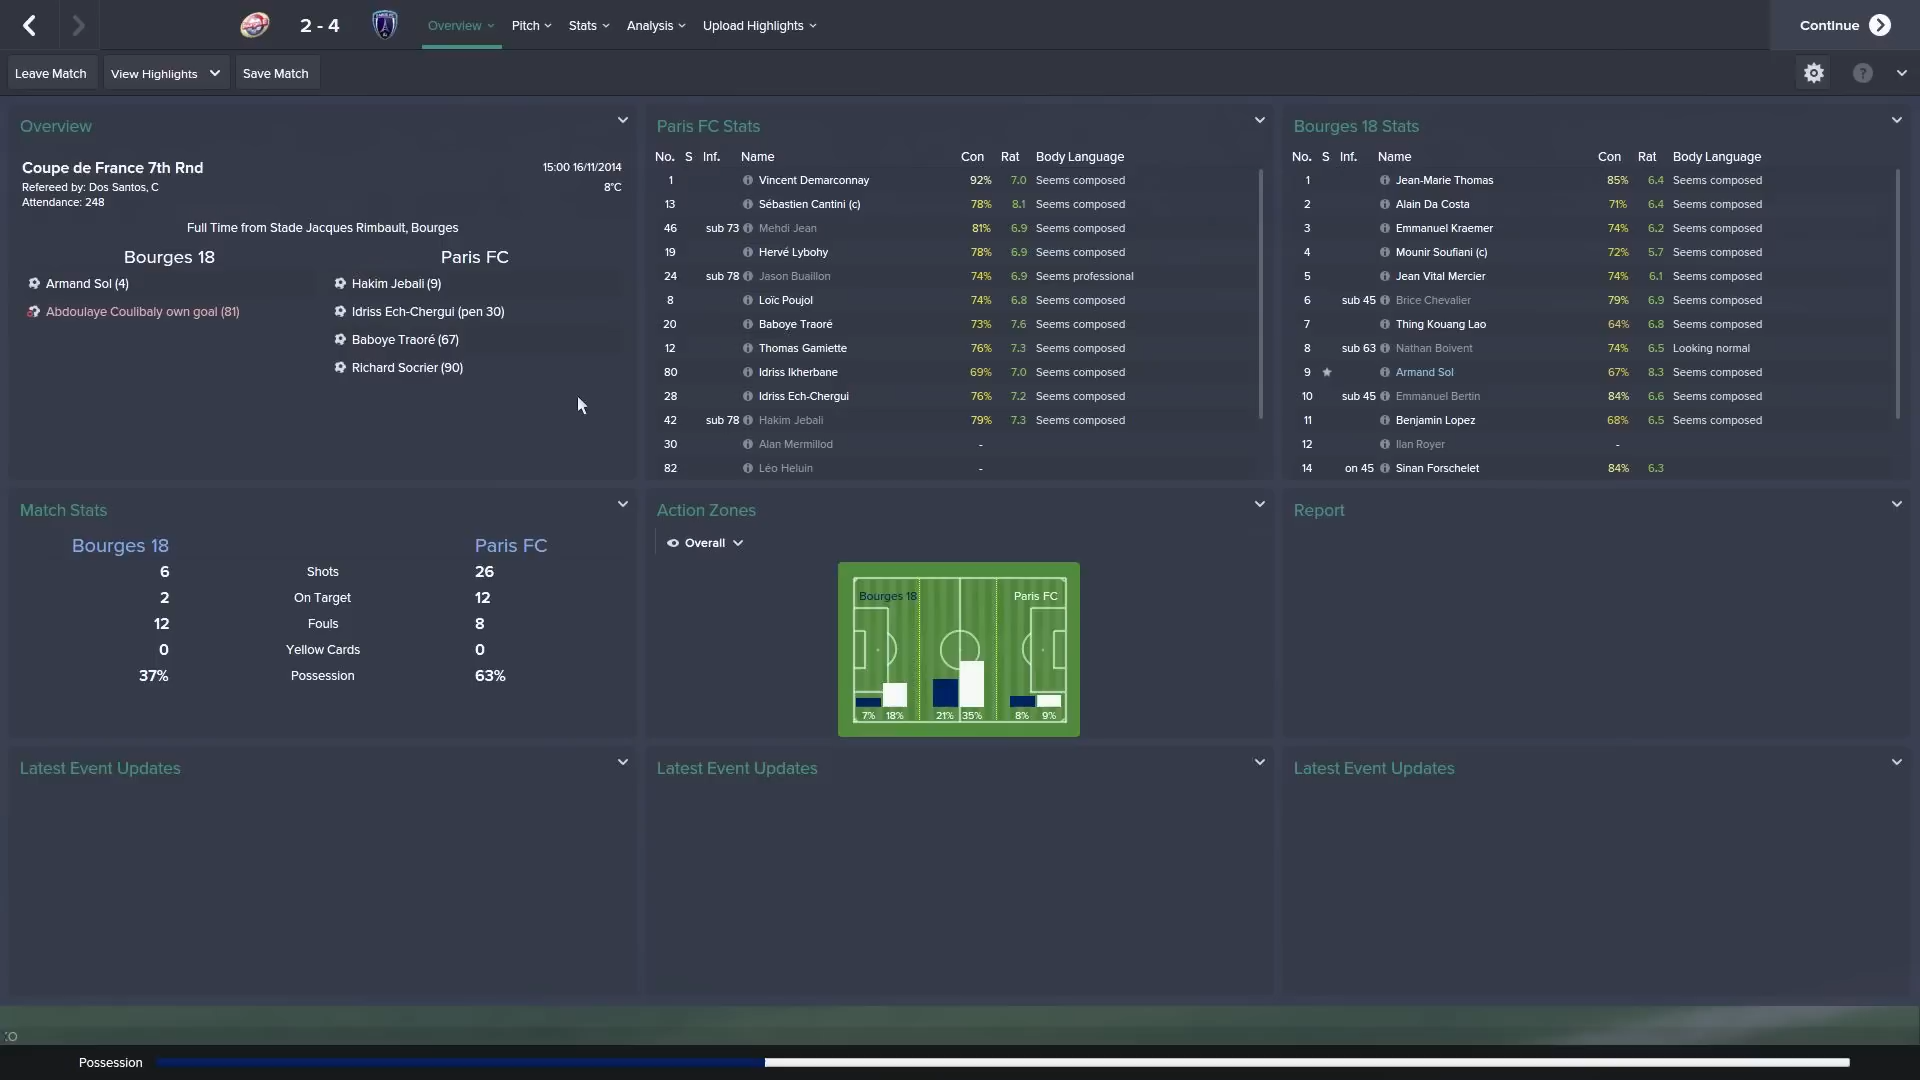 2 - 4
Overview
Pitch
Stats
Analysis
Upload Highlights
Continue
Leave Match
View Highlights
Save Match
?
Overview
Coupe de France 7th Rnd
15:00 16/11/2014
Refereed by: Dos Santos, C
8°C
Attendance: 248
Full Time from Stade Jacques Rimbault, Bourges
Bourges 18
Paris FC
Armand Sol (4)
Hakim Jebali (9)
Abdoulaye Coulibaly own goal (81)
Idriss Ech-Chergui (pen 30)
Baboye Traoré (67)
Richard Socrier (90)
Paris FC Stats
No. S Inf. Name Con Rat Body Language
1 Vincent Demarconnay 92% 7.0 Seems composed
13 Sébastien Cantini (c) 78% 8.1 Seems composed
46 sub 73 Mehdi Jean 81% 6.9 Seems composed
19 Hervé Lybohy 78% 6.9 Seems composed
24 sub 78 Jason Buaillon 74% 6.9 Seems professional
8 Loïc Poujol 74% 6.8 Seems composed
20 Baboye Traoré 73% 7.6 Seems composed
12 Thomas Gamiette 76% 7.3 Seems composed
80 Idriss Ikherbane 69% 7.0 Seems composed
28 Idriss Ech-Chergui 76% 7.2 Seems composed
42 sub 78 Hakim Jebali 79% 7.3 Seems composed
30 Alan Mermillod -
82 Léo Heluin -
Bourges 18 Stats
No. S Inf. Name Con Rat Body Language
1 Jean-Marie Thomas 85% 6.4 Seems composed
2 Alain Da Costa 71% 6.4 Seems composed
3 Emmanuel Kraemer 74% 6.2 Seems composed
4 Mounir Soufiani (c) 72% 5.7 Seems composed
5 Jean Vital Mercier 74% 6.1 Seems composed
6 sub 45 Brice Chevalier 79% 6.9 Seems composed
7 Thing Kouang Lao 64% 6.8 Seems composed
8 sub 63 Nathan Boivent 74% 6.5 Looking normal
9 Armand Sol 67% 8.3 Seems composed
10 sub 45 Emmanuel Bertin 84% 6.6 Seems composed
11 Benjamin Lopez 68% 6.5 Seems composed
12 Ilan Royer -
14 on 45 Sinan Forschelet 84% 6.3
Match Stats
Bourges 18
Paris FC
6 Shots 26
2 On Target 12
12 Fouls 8
0 Yellow Cards 0
37% Possession 63%
Action Zones
Overall
Bourges 18
Paris FC
7% 18% 21% 35% 8% 9%
Report
Latest Event Updates
Latest Event Updates
Latest Event Updates
Possession